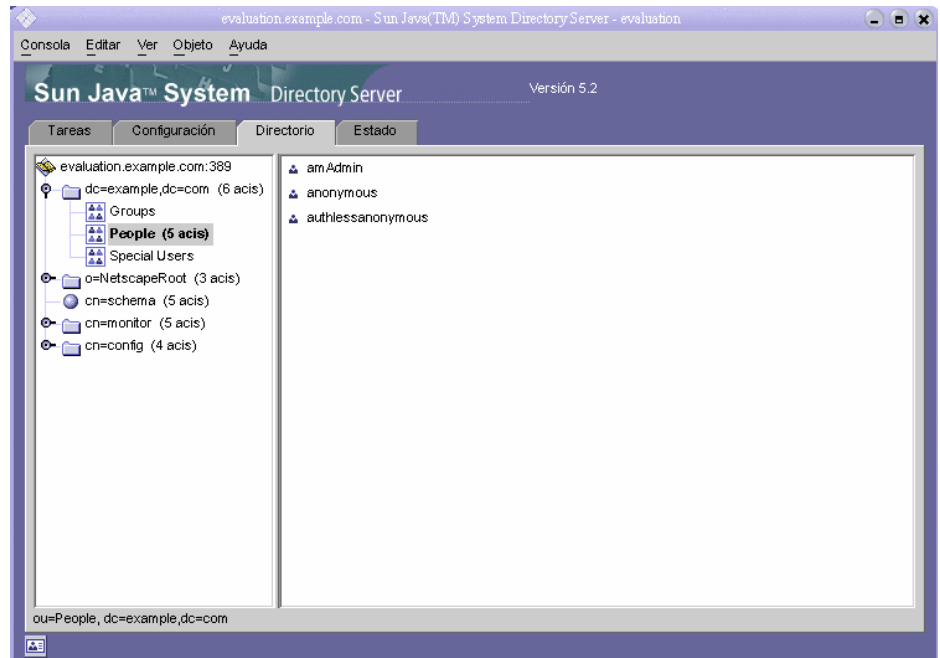 evaluation.example.com - Sun Java(TM) System Directory Server - evaluation
Consola Editar Ver Objeto Ayuda
Sun Java™ System Directory Server Versión 5.2
Tareas Configuración Directorio Estado
evaluation.example.com:389
dc=example,dc=com (6 acis)
Groups
People (5 acis)
Special Users
o=NetscapeRoot (3 acis)
cn=schema (5 acis)
cn=monitor (5 acis)
cn=config (4 acis)
amAdmin
anonymous
authlessanonymous
ou=People, dc=example,dc=com